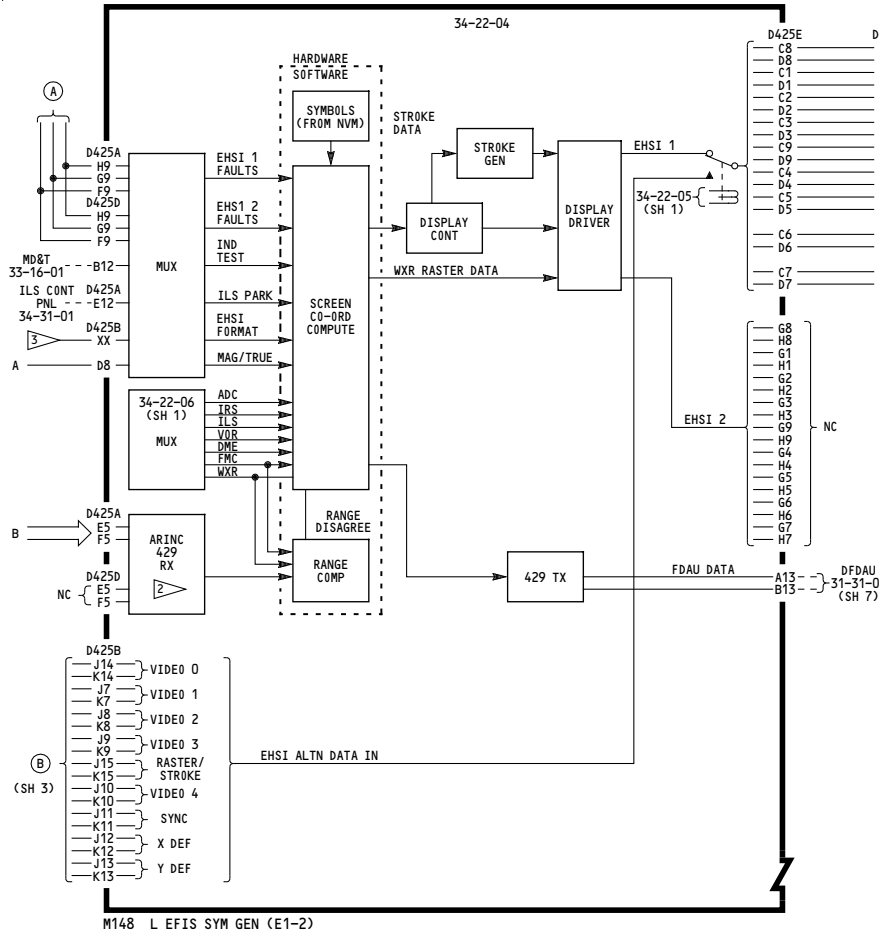 34-22-04
HARDWARE
SOFTWARE
SYMBOLS
(FROM NVM)
STROKE
DATA
STROKE
GEN
DISPLAY
CONT
DISPLAY
DRIVER
EHSI 1
34-22-05
(SH 1)
WXR RASTER DATA
SCREEN
CO-ORD
COMPUTE
A
D425A
H9
G9
F9
D425D
H9
G9
F9
MD&T
33-16-01
B12
ILS CONT
PNL
34-31-01
D425A
E12
D425B
3
XX
A
D8
MUX
EHSI 1
FAULTS
EHS1 2
FAULTS
IND
TEST
ILS PARK
EHSI
FORMAT
MAG/TRUE
34-22-06
(SH 1)
MUX
ADC
IRS
ILS
VOR
DME
FMC
WXR
RANGE
DISAGREE
RANGE
COMP
B
D425A
E5
F5
D425D
NC
E5
F5
ARINC
429
RX
2
429 TX
FDAU DATA
A13
B13
DFDAU
31-31-0
(SH 7)
D425E
D
C8
D8
C1
D1
C2
D2
C3
D3
C9
D9
C4
D4
C5
D5
C6
D6
C7
D7
EHSI 2
G8
H8
G1
H1
G2
H2
G3
H3
G9
H9
G4
H4
G5
H5
G6
H6
G7
H7
NC
D425B
J14
K14
VIDEO 0
J7
K7
VIDEO 1
J8
K8
VIDEO 2
J9
K9
VIDEO 3
J15
K15
RASTER/
STROKE
J10
K10
VIDEO 4
J11
K11
SYNC
J12
K12
X DEF
J13
K13
Y DEF
B
(SH 3)
EHSI ALTN DATA IN
M148 L EFIS SYM GEN (E1-2)